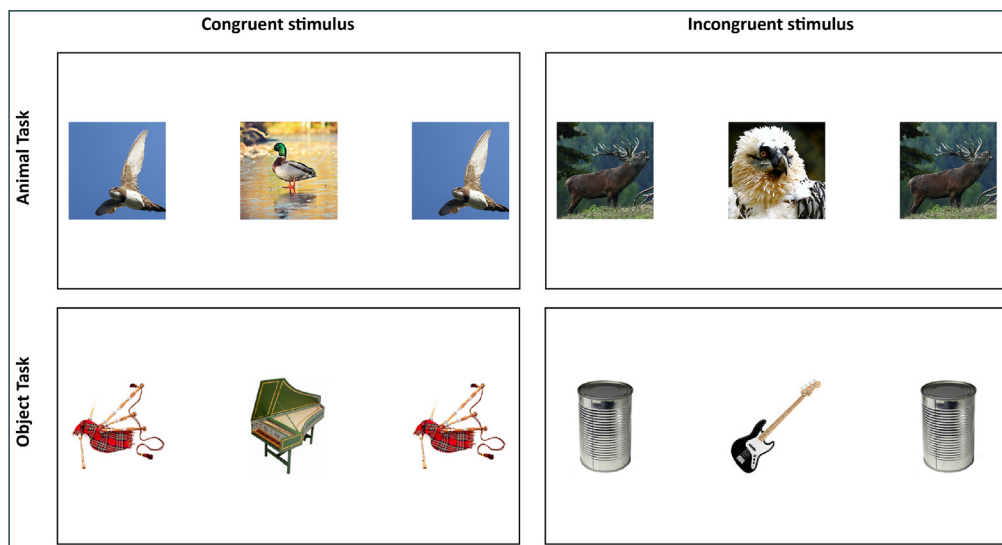 Congruent stimulus
Incongruent stimulus
Animal Task
Object Task